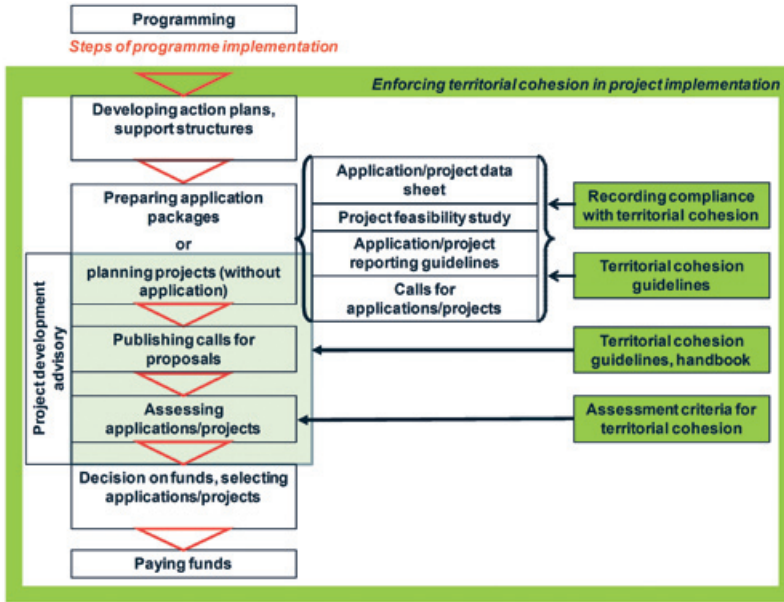 Programming
Steps of programme implementation
Enforcing territorial cohesion in project implementation
Developing action plans,
support structures
Preparing application
packages
or
planning projects (without
application)
Application/project data
sheet
Project feasibility study
Application/project
reporting guidelines
Calls for
applications/projects
Recording compliance
with territorial cohesion
Territorial cohesion
guidelines
Project development
advisory
Publishing calls for
proposals
Territorial cohesion
guidelines, handbook
Assessing
applications/projects
Assessment criteria for
territorial cohesion
Decision on funds, selecting
applications/projects
Paying funds